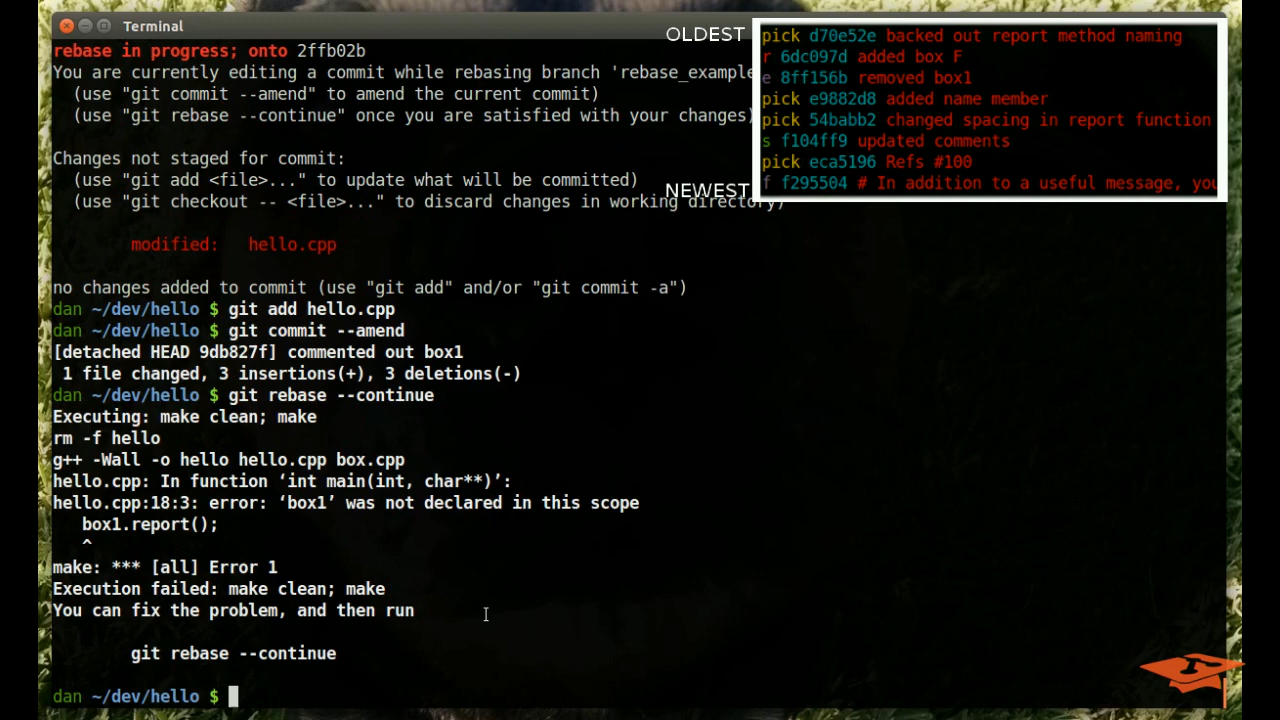 Terminal
rebase in progress; onto 2ffb02b
You are currently editing a commit while rebasing branch 'rebase_example
(use "git commit --amend" to amend the current commit)
(use "git rebase --continue" once you are satisfied with your changes)
Changes not staged for commit:
(use "git add <file>..." to update what will be committed)
(use "git checkout -- <file>..." to discard changes in working directory)
modified:   hello.cpp
no changes added to commit (use "git add" and/or "git commit -a")
dan ~/dev/hello $ git add hello.cpp
dan ~/dev/hello $ git commit --amend
[detached HEAD 9db827f] commented out box1
1 file changed, 3 insertions(+), 3 deletions(-)
dan ~/dev/hello $ git rebase --continue
Executing: make clean; make
rm -f hello
g++ -Wall -o hello hello.cpp box.cpp
hello.cpp: In function ‘int main(int, char**)’:
hello.cpp:18:3: error: ‘box1’ was not declared in this scope
box1.report();
^
make: *** [all] Error 1
Execution failed: make clean; make
You can fix the problem, and then run
git rebase --continue
dan ~/dev/hello $
OLDEST
pick d70e52e backed out report method naming
r 6dc097d added box F
e 8ff156b removed box1
pick e9882d8 added name member
pick 54babb2 changed spacing in report function
s f104ff9 updated comments
pick eca5196 Refs #100
f f295504 # In addition to a useful message, you
NEWEST